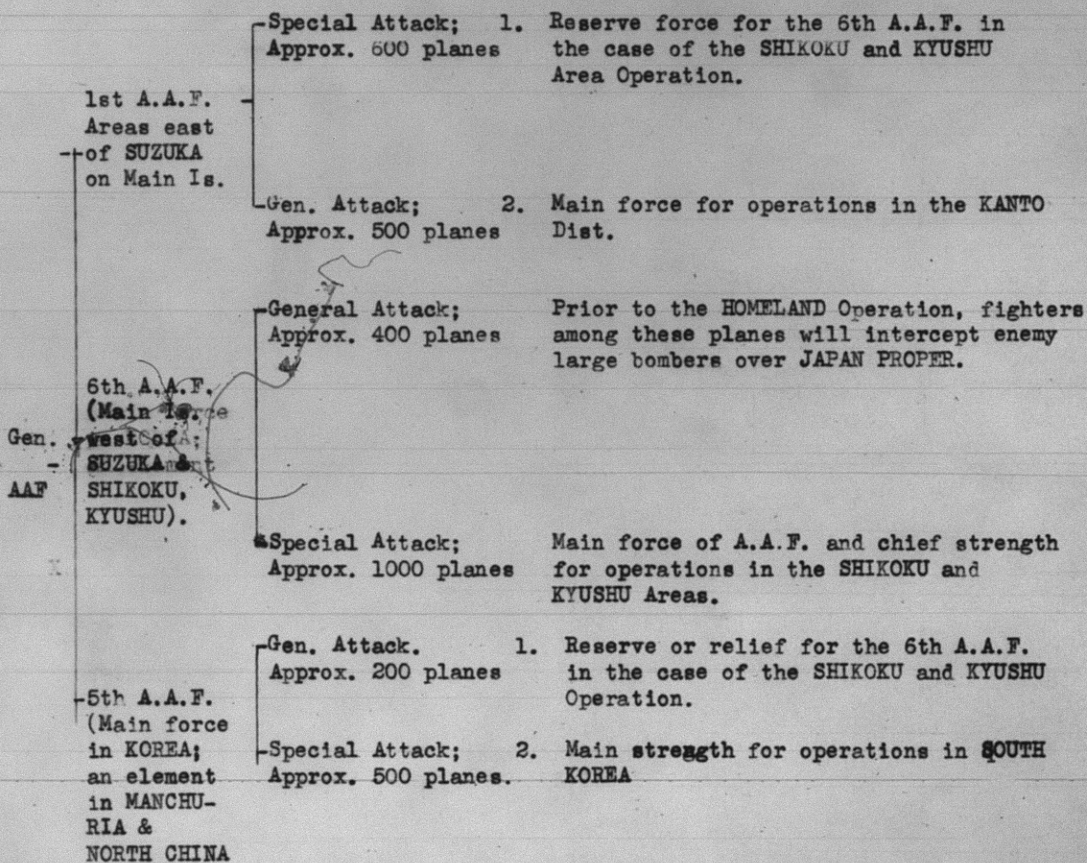 Special Attack; 1. Reserve force for the 6th A.A.F. in
Approx. 600 planes the case of the SHIKOKU and KYUSHU
Area Operation.
1st A.A.F.
Areas east
of SUZUKA
on Main Is.
Gen. Attack; 2. Main force for operations in the KANTO
Approx. 500 planes Dist.
General Attack; Prior to the HOMELAND Operation, fighters
Approx. 400 planes among these planes will intercept enemy
large bombers over JAPAN PROPER.
6th A.A.F.
(Main Is.
west of
SUZUKA &
SHIKOKU,
KYUSHU).
Gen.
-
AAF
Special Attack; Main force of A.A.F. and chief strength
Approx. 1000 planes for operations in the SHIKOKU and
KYUSHU Areas.
Gen. Attack. 1. Reserve or relief for the 6th A.A.F.
Approx. 200 planes in the case of the SHIKOKU and KYUSHU
Operation.
5th A.A.F.
(Main force
in KOREA;
an element
in MANCHU-
RIA &
NORTH CHINA
Special Attack; 2. Main strength for operations in SOUTH
Approx. 500 planes. KOREA